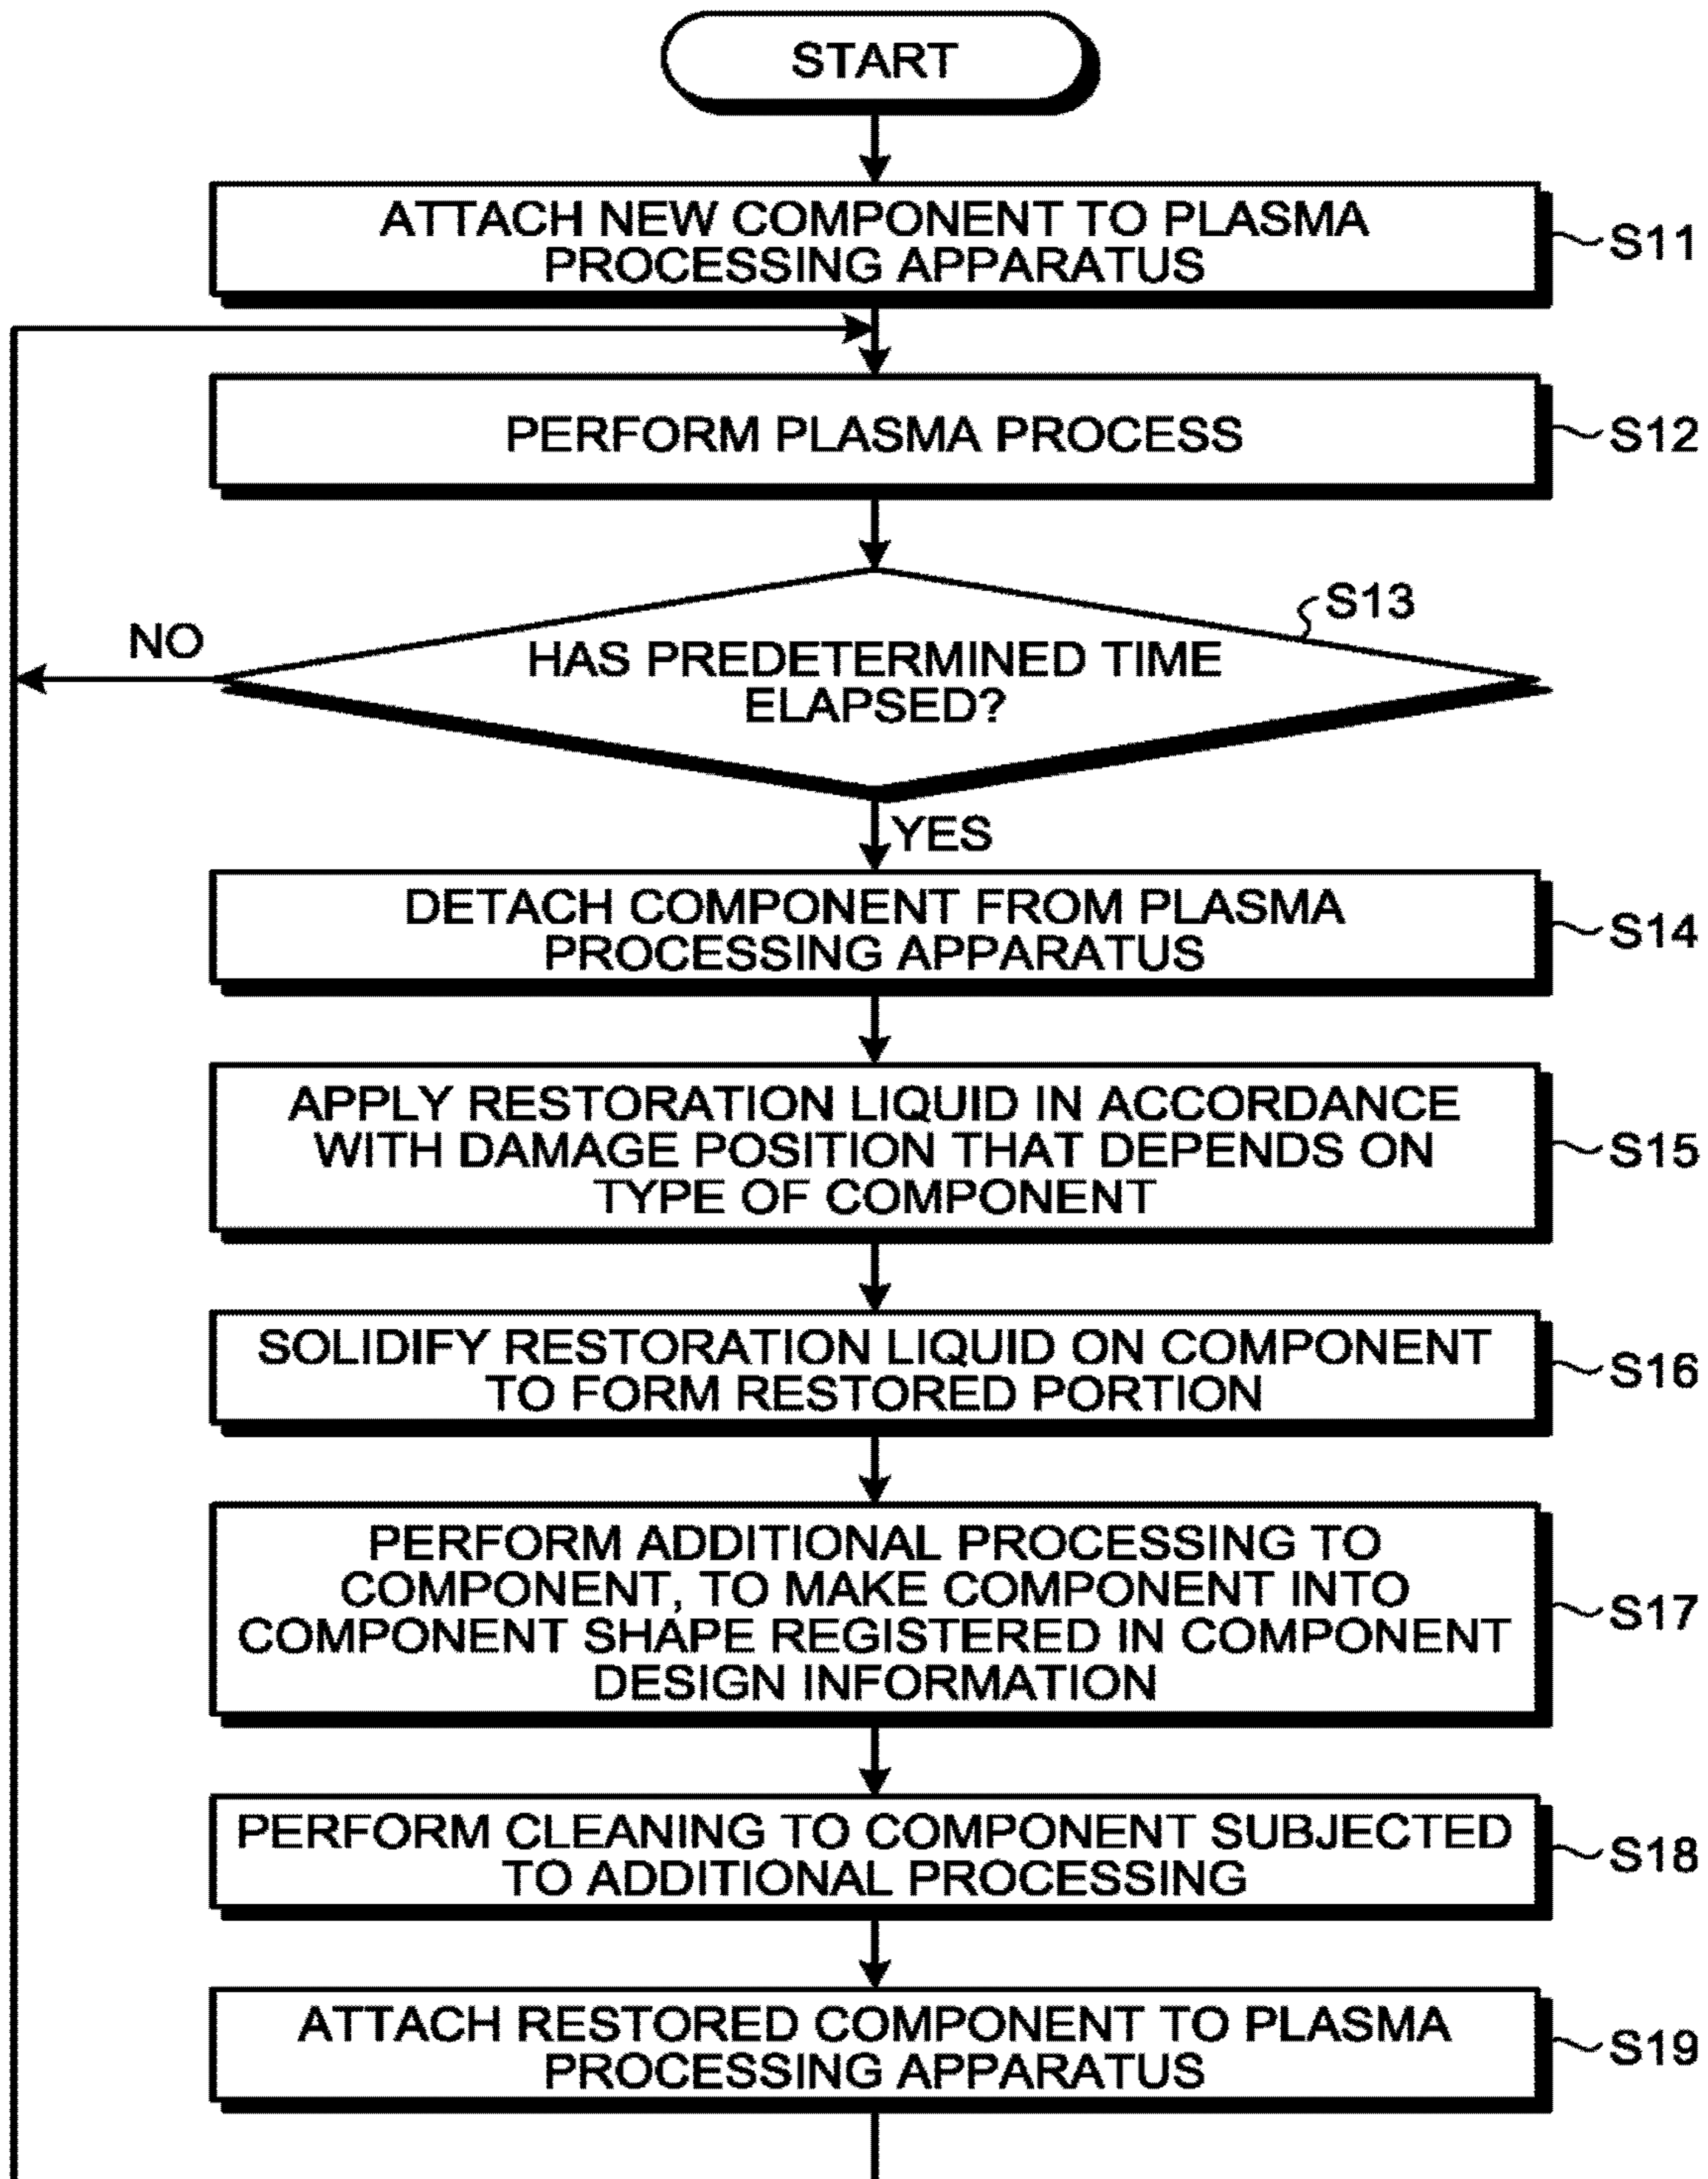 START
ATTACH NEW COMPONENT TO PLASMA
PROCESSING APPARATUS
S11
PERFORM PLASMA PROCESS
S12
S13
NO
HAS PREDETERMINED TIME
ELAPSED?
YES
DETACH COMPONENT FROM PLASMA
PROCESSING APPARATUS
S14
APPLY RESTORATION LIQUID IN ACCORDANCE
WITH DAMAGE POSITION THAT DEPENDS ON
TYPE OF COMPONENT
S15
SOLIDIFY RESTORATION LIQUID ON COMPONENT
TO FORM RESTORED PORTION
S16
PERFORM ADDITIONAL PROCESSING TO
COMPONENT, TO MAKE COMPONENT INTO
COMPONENT SHAPE REGISTERED IN COMPONENT
DESIGN INFORMATION
S17
PERFORM CLEANING TO COMPONENT SUBJECTED
TO ADDITIONAL PROCESSING
S18
ATTACH RESTORED COMPONENT TO PLASMA
PROCESSING APPARATUS
S19